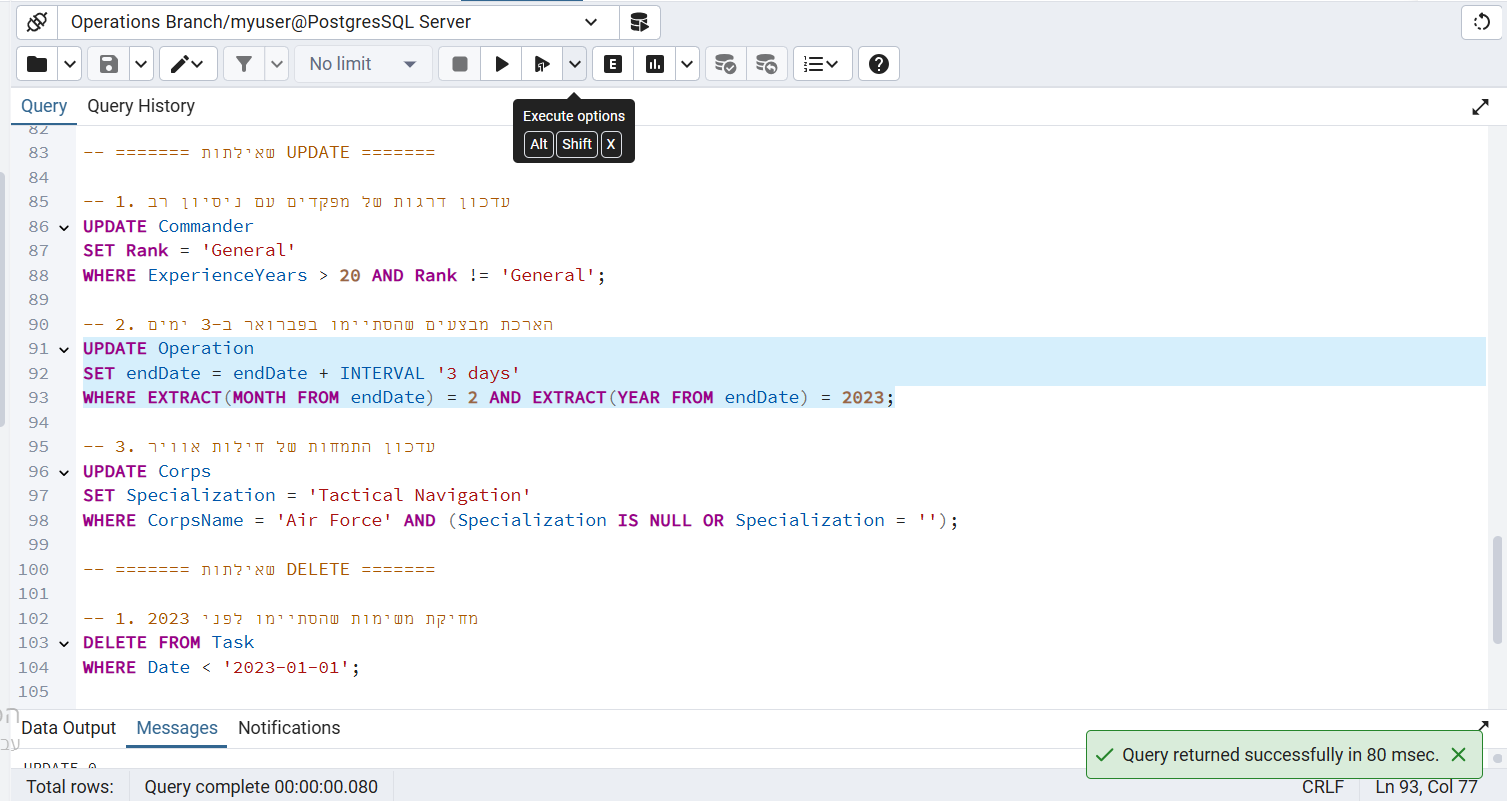 Operations Branch/myuser@PostgresSQL Server
No limit
Query Query History
Execute options
Alt Shift X
82
83 -- ======= שאילתות UPDATE =======
84
85 -- 1. עדכון דרגות של מפקדים עם ניסיון רב
86 UPDATE Commander
87 SET Rank = 'General'
88 WHERE ExperienceYears > 20 AND Rank != 'General';
89
90 -- 2. הארכת מבצעים שהסתיימו בפברואר ב-3 ימים
91 UPDATE Operation
92 SET endDate = endDate + INTERVAL '3 days'
93 WHERE EXTRACT(MONTH FROM endDate) = 2 AND EXTRACT(YEAR FROM endDate) = 2023;
94
95 -- 3. עדכון התמחות של חילות אוויר
96 UPDATE Corps
97 SET Specialization = 'Tactical Navigation'
98 WHERE CorpsName = 'Air Force' AND (Specialization IS NULL OR Specialization = '');
99
100 -- ======= שאילתות DELETE =======
101
102 -- 1. מחיקת משימות שהסתיימו לפני 2023
103 DELETE FROM Task
104 WHERE Date < '2023-01-01';
105
Data Output Messages Notifications
UPDATE 0
Query returned successfully in 80 msec.
Total rows: Query complete 00:00:00.080 CRLF Ln 93, Col 77